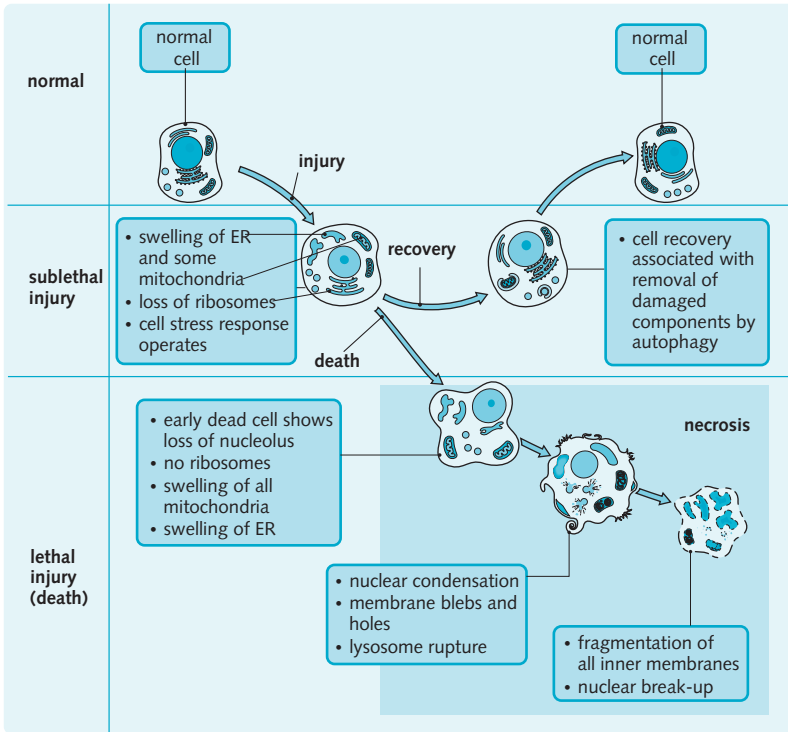 normal
cell
normal
cell
normal
injury
• swelling of ER
and some
mitochondria
• loss of ribosomes
• cell stress response
operates
sublethal
injury
recovery
• cell recovery
associated with
removal of
damaged
components by
autophagy
death
• early dead cell shows
loss of nucleolus
• no ribosomes
• swelling of all
mitochondria
• swelling of ER
necrosis
lethal
injury
(death)
• nuclear condensation
• membrane blebs and
holes
• lysosome rupture
• fragmentation of
all inner membranes
• nuclear break-up